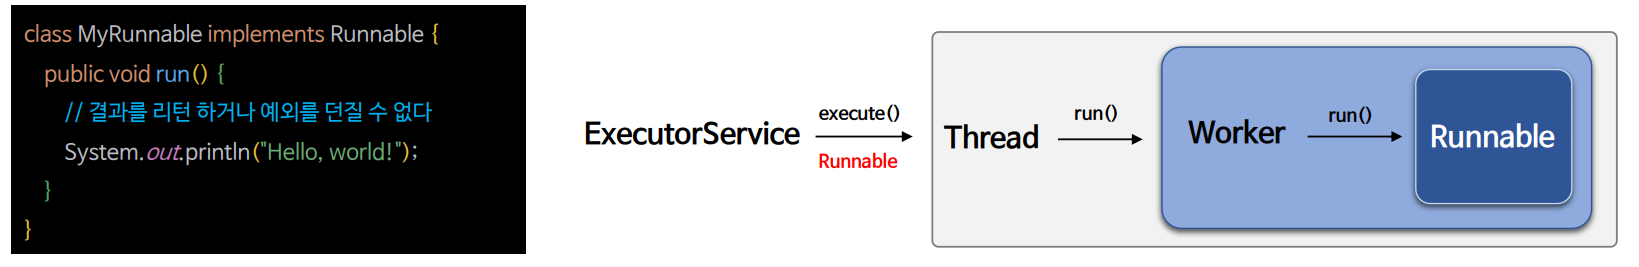 class MyRunnable implements Runnable {
public void run() {
// 결과를 리턴 하거나 예외를 던질 수 없다
System.out.println("Hello, world!");
}
}
ExecutorService
execute()
Runnable
Thread
run()
Worker
run()
Runnable